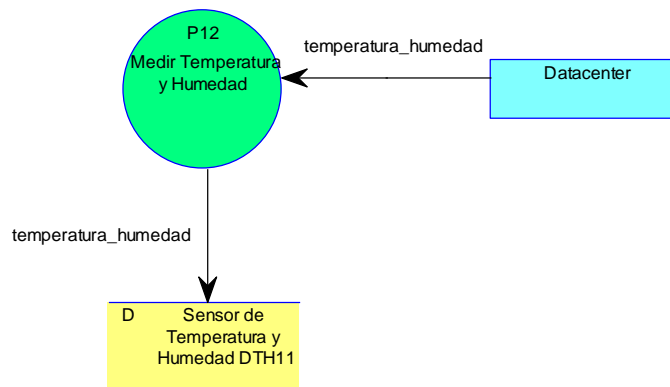 P12
Medir Temperatura
y Humedad
temperatura_humedad
Datacenter
temperatura_humedad
D
Sensor de
Temperatura y
Humedad DTH11